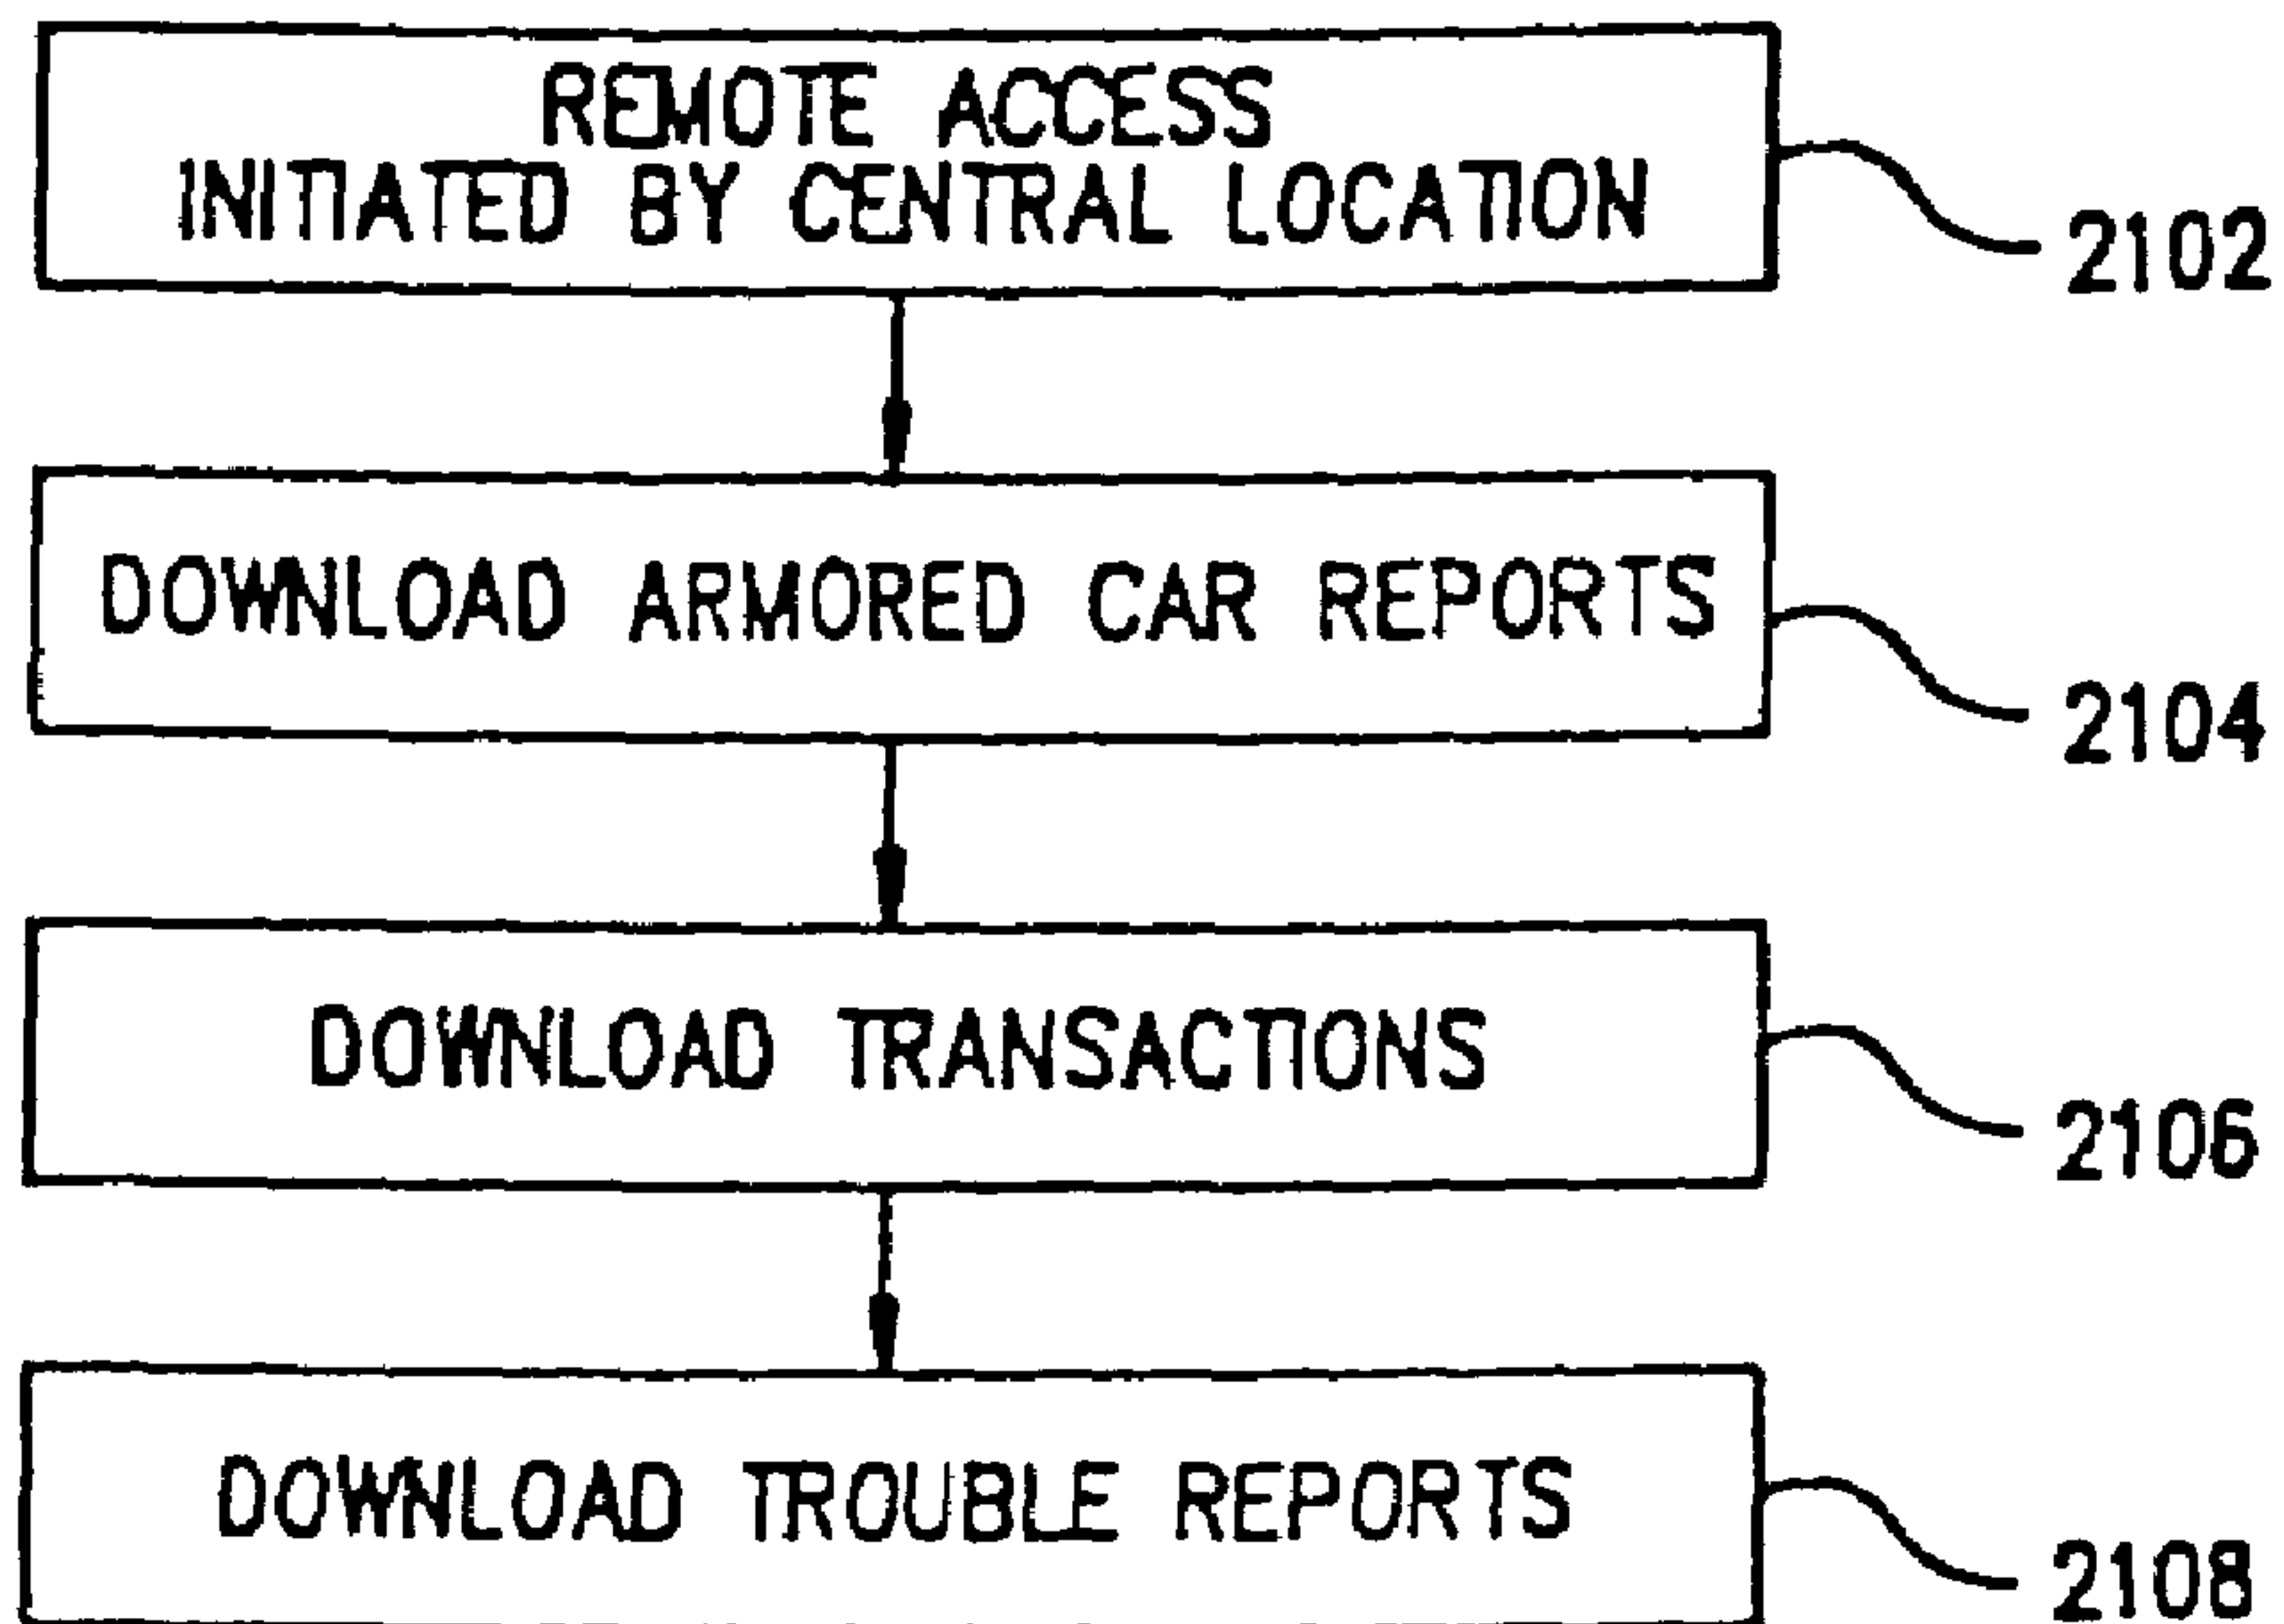 REMOTE ACCESS
INITIATED BY CENTRAL LOCATION
2102
DOWNLOAD ARMORED CAR REPORTS
2104
DOWNLOAD TRANSACTIONS
2106
DOWNLOAD TROUBLE REPORTS
2108